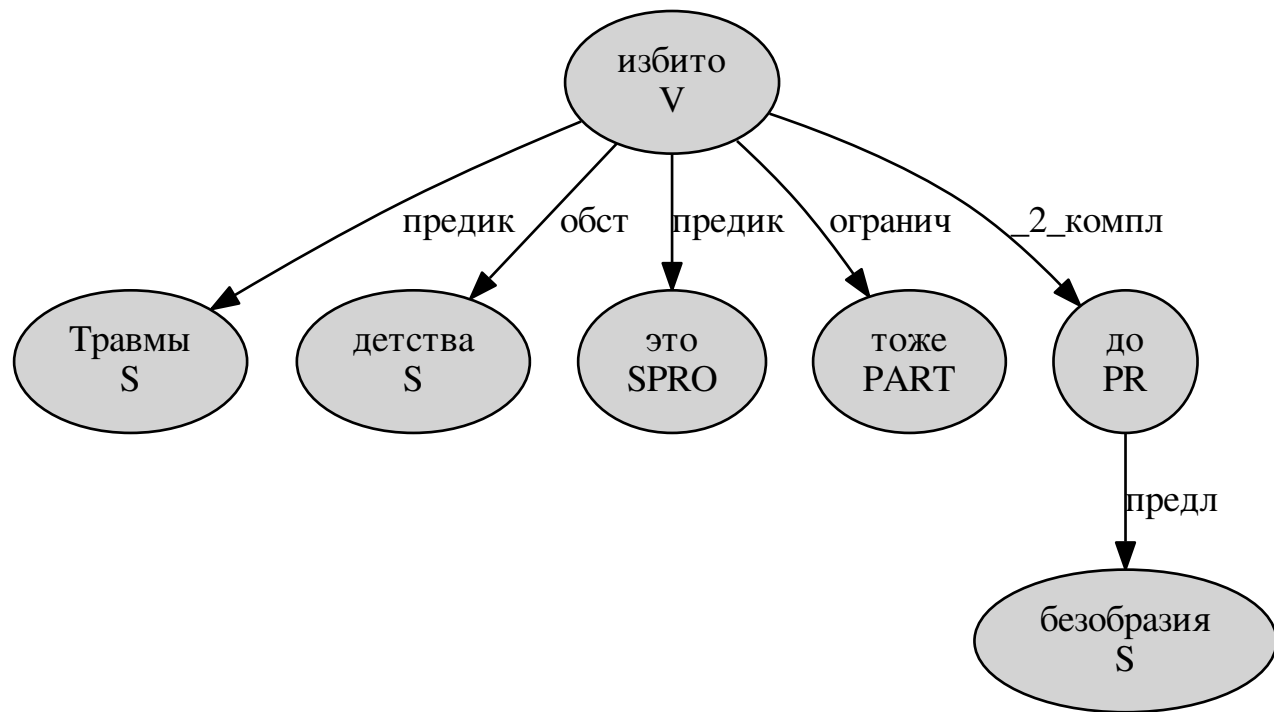 избито
V
предик
обст
предик
огранич
_2_компл
Травмы
S
детства
S
это
SPRO
тоже
PART
до
PR
предл
безобразия
S